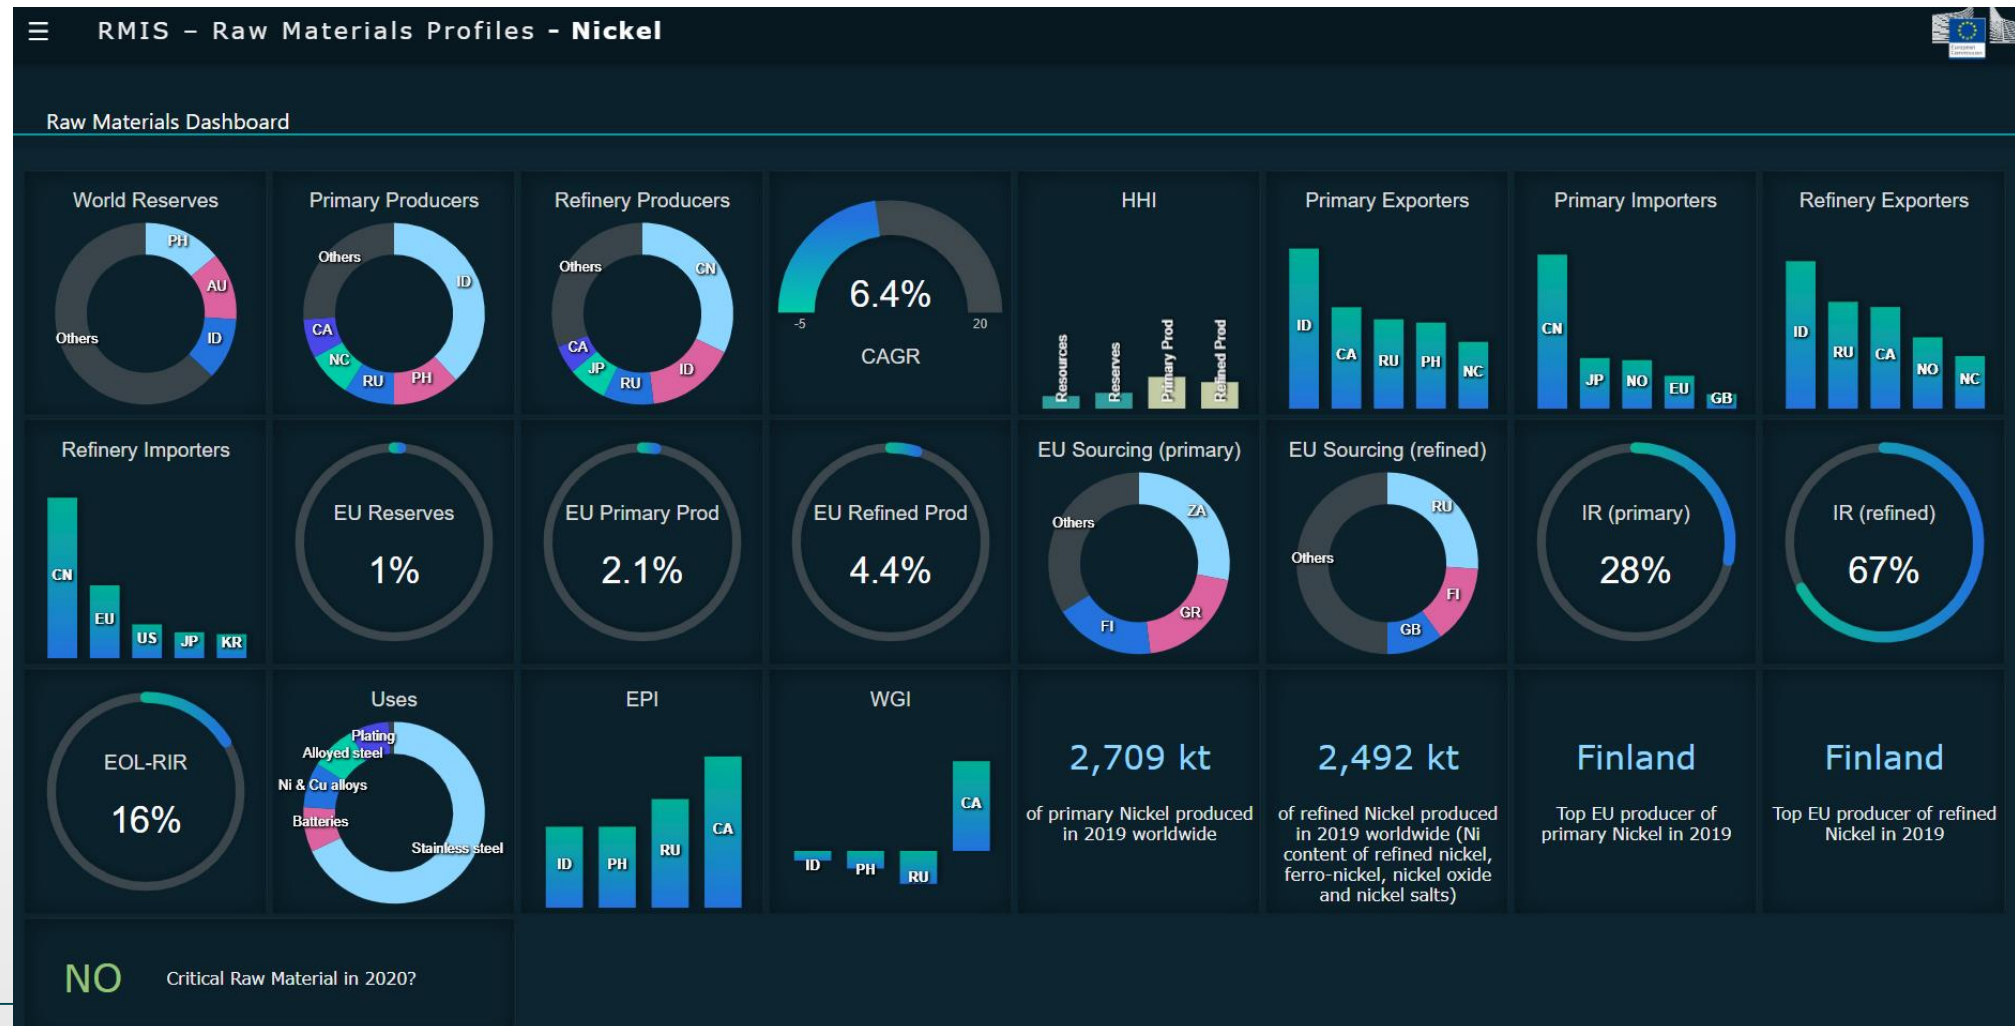 ☰ RMIS – Raw Materials Profiles - Nickel
European
Commission
Raw Materials Dashboard
World Reserves
PH
AU
ID
Others
Primary Producers
Others
ID
CA
NC
RU
PH
Refinery Producers
Others
CN
CA
JP
RU
ID
6.4%
-5
20
CAGR
HHI
Resources
Reserves
Primary Prod
Refined Prod
Primary Exporters
ID
CA
RU
PH
NC
Primary Importers
CN
JP
NO
EU
GB
Refinery Exporters
ID
RU
CA
NO
NC
Refinery Importers
CN
EU
US
JP
KR
EU Reserves
1%
EU Primary Prod
2.1%
EU Refined Prod
4.4%
EU Sourcing (primary)
Others
ZA
GR
FI
EU Sourcing (refined)
RU
Others
FI
GB
IR (primary)
28%
IR (refined)
67%
EOL-RIR
16%
Uses
Plating
Alloyed steel
Ni & Cu alloys
Batteries
Stainless steel
EPI
ID
PH
RU
CA
WGI
ID
PH
RU
CA
2,709 kt
of primary Nickel produced
in 2019 worldwide
2,492 kt
of refined Nickel produced
in 2019 worldwide (Ni
content of refined nickel,
ferro-nickel, nickel oxide
and nickel salts)
Finland
Top EU producer of
primary Nickel in 2019
Finland
Top EU producer of refined
Nickel in 2019
NO
Critical Raw Material in 2020?